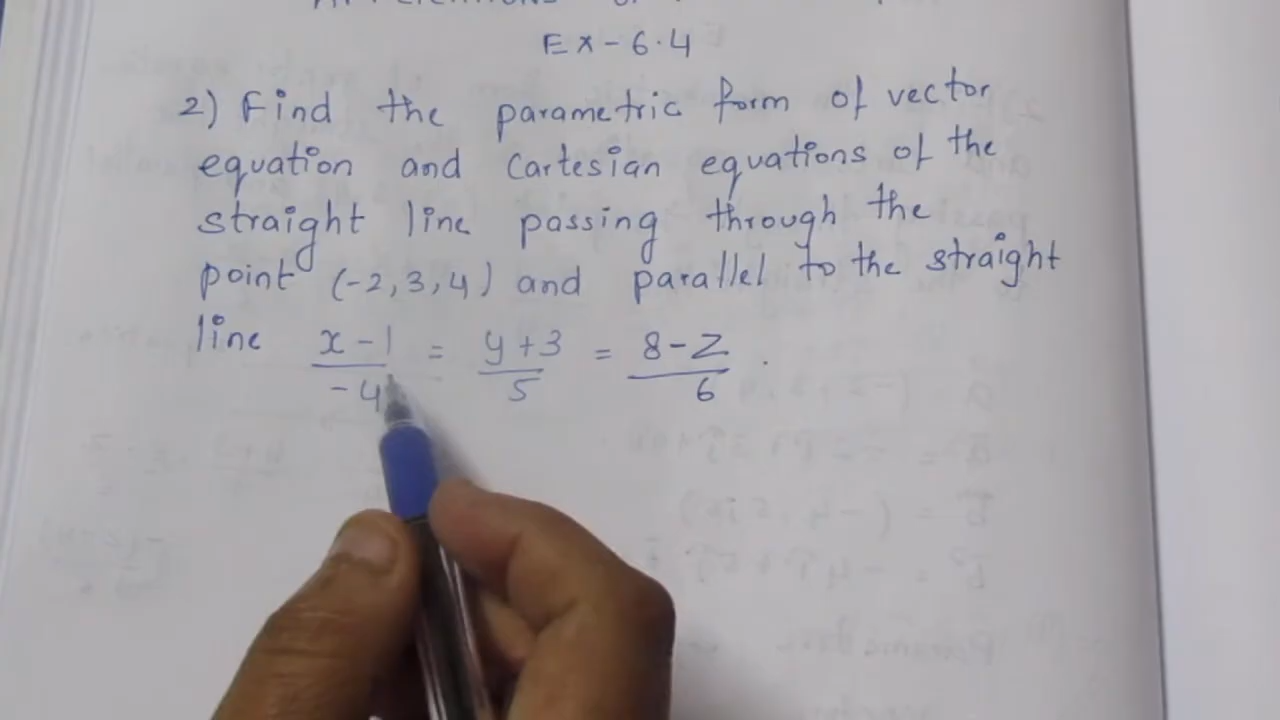 Ex-6.4
2) Find the parametric form of vector
equation and Cartesian equations of the
straight line passing through the
point (-2,3,4) and parallel to the straight
line x-1/-4 = y+3/5 = 8-z/6 .